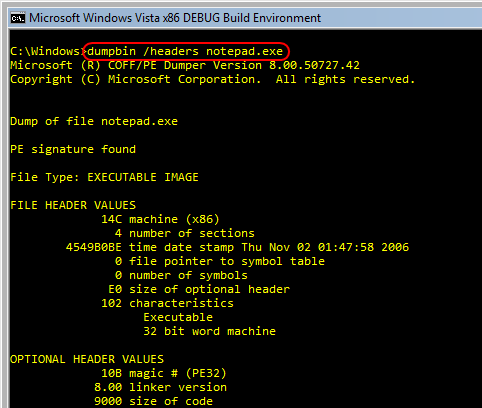 Microsoft Windows Vista x86 DEBUG Build Environment
C:\Windows>dumpbin /headers notepad.exe
Microsoft (R) COFF/PE Dumper Version 8.00.50727.42
Copyright (C) Microsoft Corporation.  All rights reserved.
Dump of file notepad.exe
PE signature found
File Type: EXECUTABLE IMAGE
FILE HEADER VALUES
14C machine (x86)
4 number of sections
4549B0BE time date stamp Thu Nov 02 01:47:58 2006
0 file pointer to symbol table
0 number of symbols
E0 size of optional header
102 characteristics
Executable
32 bit word machine
OPTIONAL HEADER VALUES
10B magic # (PE32)
8.00 linker version
9000 size of code